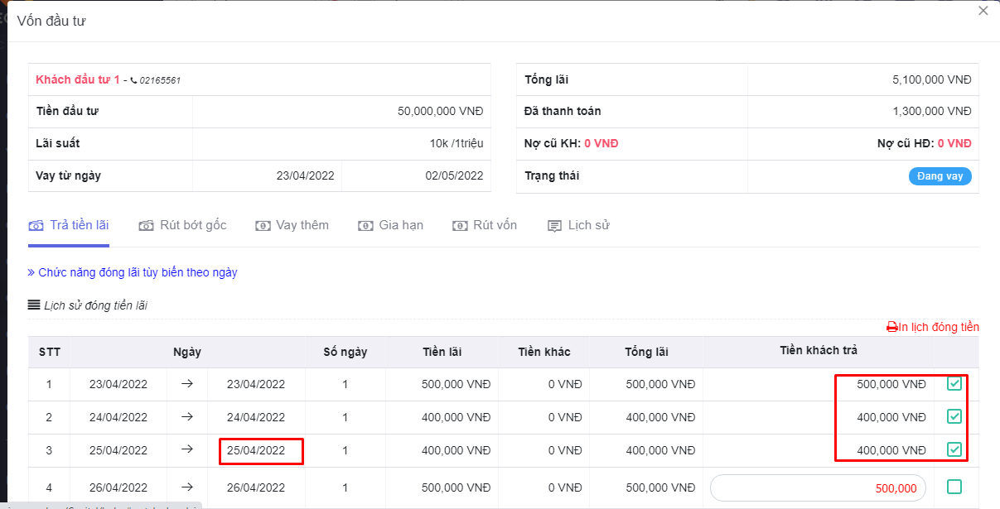 Vốn đầu tư
Khách đầu tư 1 - 02165561
Tiền đầu tư 50,000,000 VNĐ
Lãi suất 10k /1triệu
Vay từ ngày 23/04/2022 02/05/2022
Tổng lãi 5,100,000 VNĐ
Đã thanh toán 1,300,000 VNĐ
Nợ cũ KH: 0 VNĐ Nợ cũ HĐ: 0 VNĐ
Trạng thái Đang vay
Trả tiền lãi Rút bớt gốc Vay thêm Gia hạn Rút vốn Lịch sử
» Chức năng đóng lãi tùy biến theo ngày
Lịch sử đóng tiền lãi
In lịch đóng tiền
STT Ngày Số ngày Tiền lãi Tiền khác Tổng lãi Tiền khách trả
1 23/04/2022 → 23/04/2022 1 500,000 VNĐ 0 VNĐ 500,000 VNĐ 500,000 VNĐ
2 24/04/2022 → 24/04/2022 1 400,000 VNĐ 0 VNĐ 400,000 VNĐ 400,000 VNĐ
3 25/04/2022 → 25/04/2022 1 400,000 VNĐ 0 VNĐ 400,000 VNĐ 400,000 VNĐ
4 26/04/2022 → 26/04/2022 1 500,000 VNĐ 0 VNĐ 500,000 VNĐ 500,000